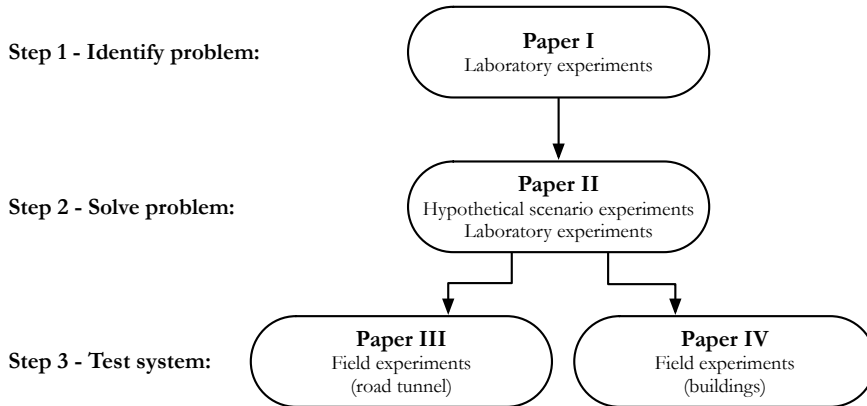 Step 1 - Identify problem:
Paper I
Laboratory experiments
Step 2 - Solve problem:
Paper II
Hypothetical scenario experiments
Laboratory experiments
Step 3 - Test system:
Paper III
Field experiments
(road tunnel)
Paper IV
Field experiments
(buildings)